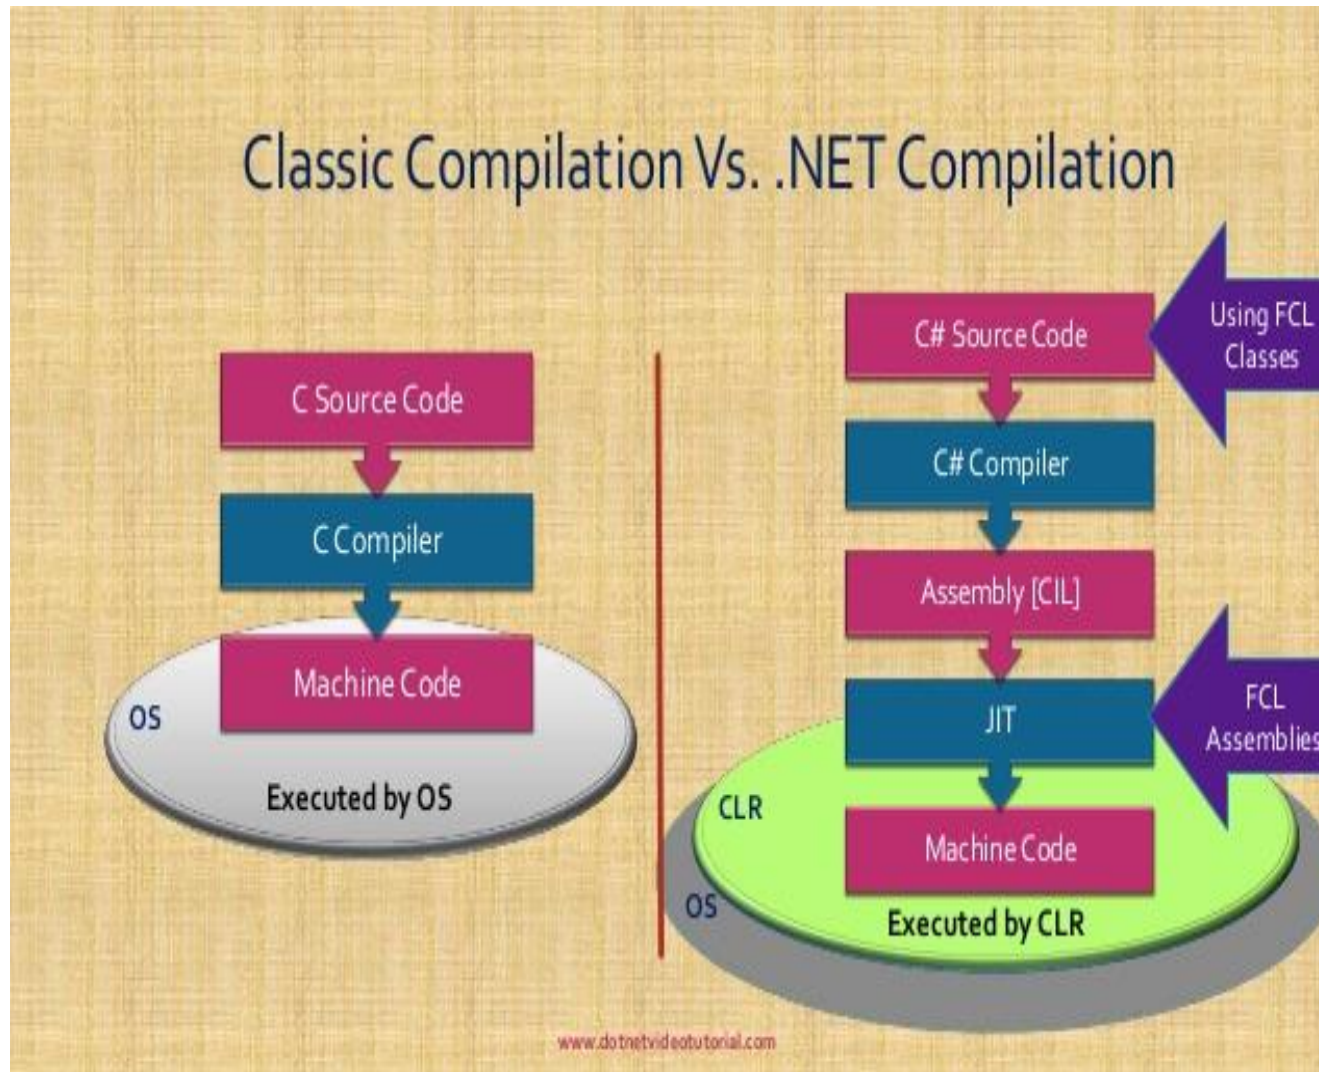 Classic Compilation Vs. .NET Compilation
C Source Code
C Compiler
Machine Code
OS
Executed by OS
C# Source Code
Using FCL
Classes
C# Compiler
Assembly [CIL]
JIT
FCL
Assemblies
CLR
Machine Code
OS
Executed by CLR
www.dotnetvideotutorial.com